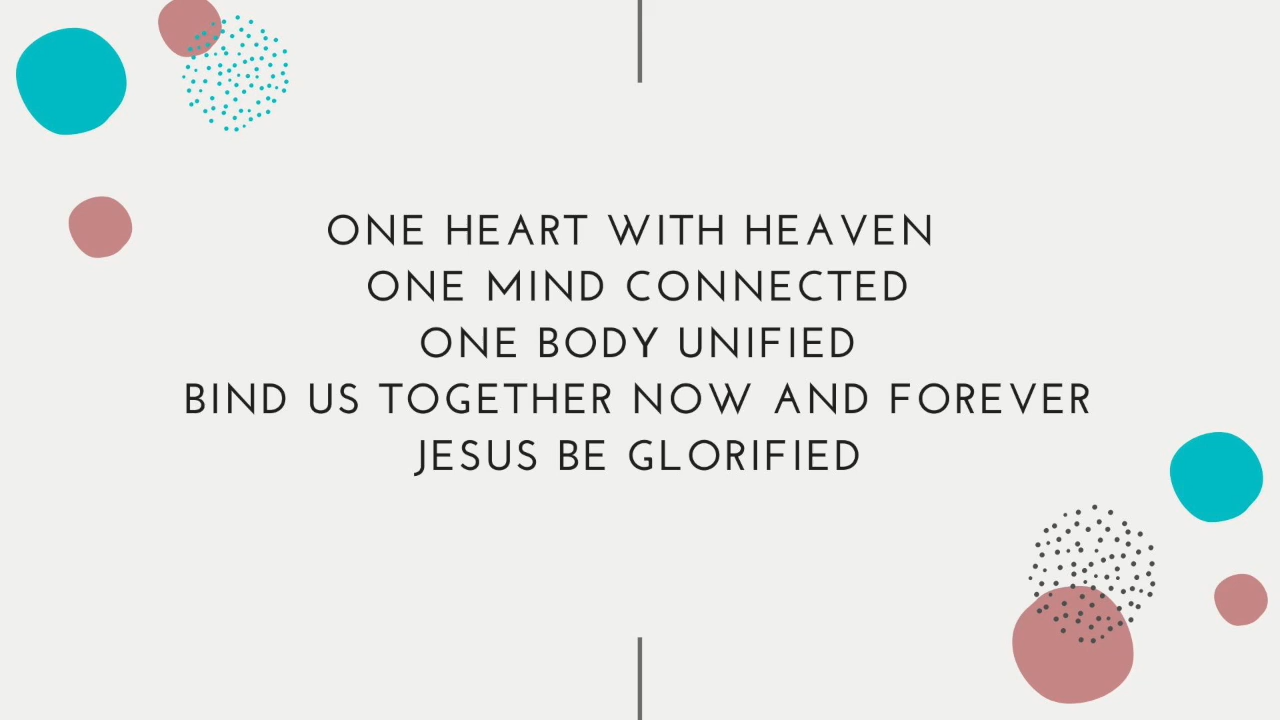 ONE HEART WITH HEAVEN
ONE MIND CONNECTED
ONE BODY UNIFIED
BIND US TOGETHER NOW AND FOREVER
JESUS BE GLORIFIED